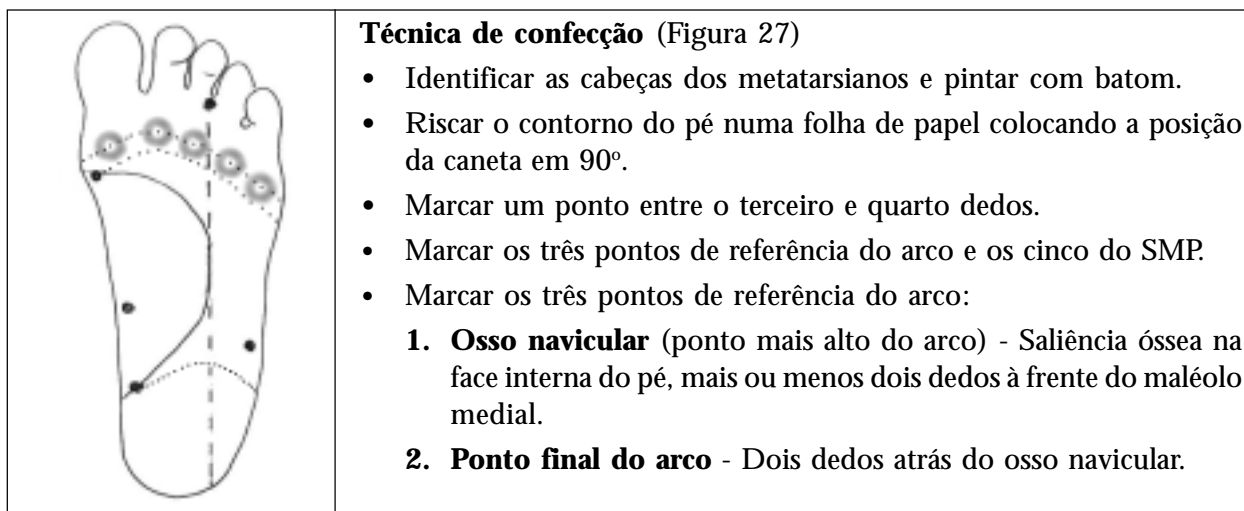 Técnica de confecção (Figura 27)
• Identificar as cabeças dos metatarsianos e pintar com batom.
• Riscar o contorno do pé numa folha de papel colocando a posição
da caneta em 90º.
• Marcar um ponto entre o terceiro e quarto dedos.
• Marcar os três pontos de referência do arco e os cinco do SMP.
• Marcar os três pontos de referência do arco:
1. Osso navicular (ponto mais alto do arco) - Saliência óssea na
face interna do pé, mais ou menos dois dedos à frente do maléolo
medial.
2. Ponto final do arco - Dois dedos atrás do osso navicular.